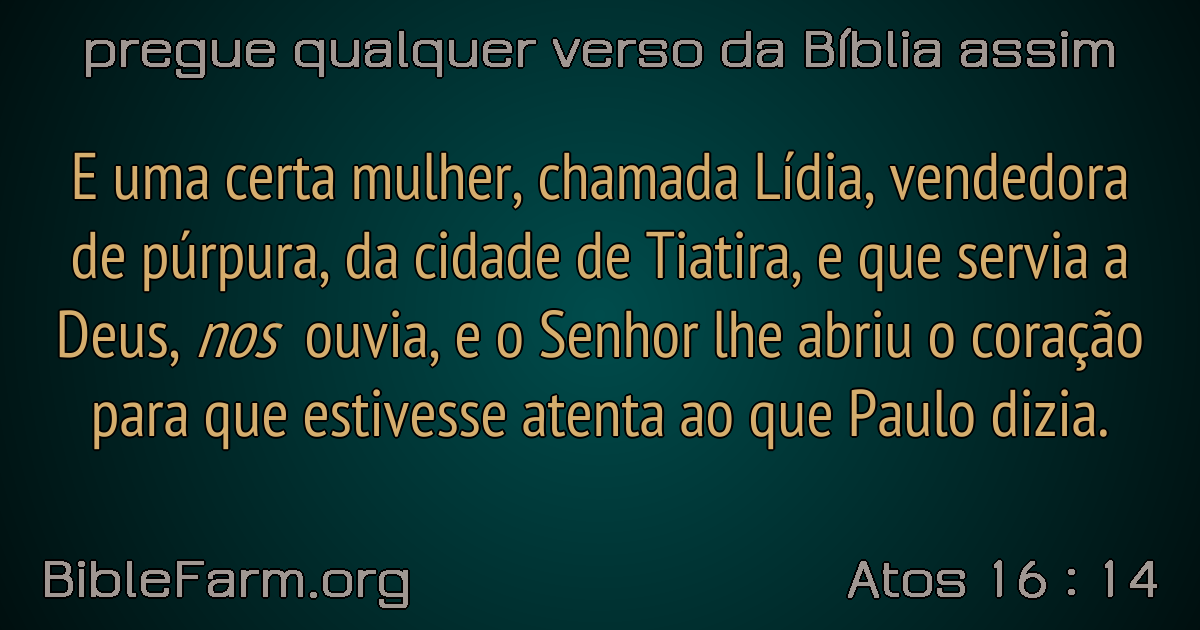 pregue qualquer verso da Bíblia assim
E uma certa mulher, chamada Lídia, vendedora
de púrpura, da cidade de Tiatira, e que servia a
Deus, nos ouvia, e o Senhor lhe abriu o coração
para que estivesse atenta ao que Paulo dizia.
BibleFarm.org
Atos 16 : 14